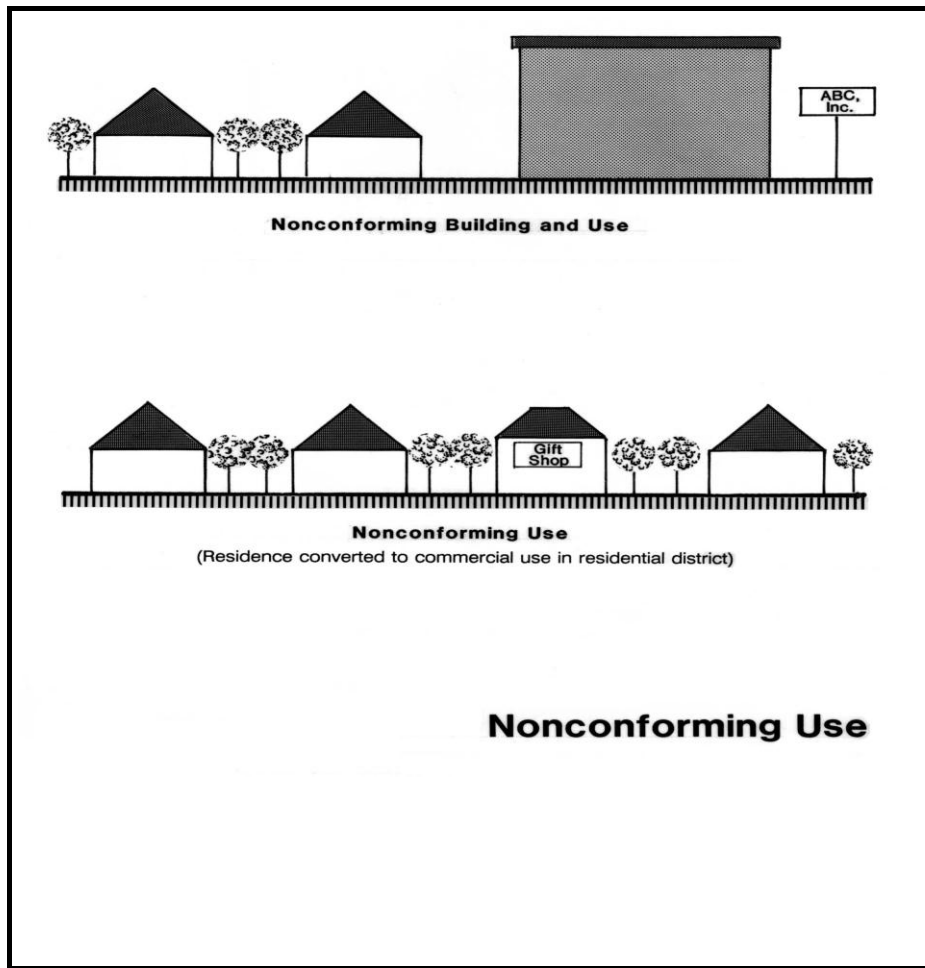 ABC,
Inc.
Nonconforming Building and Use
Gift
Shop
Nonconforming Use
(Residence converted to commercial use in residential district)
Nonconforming Use